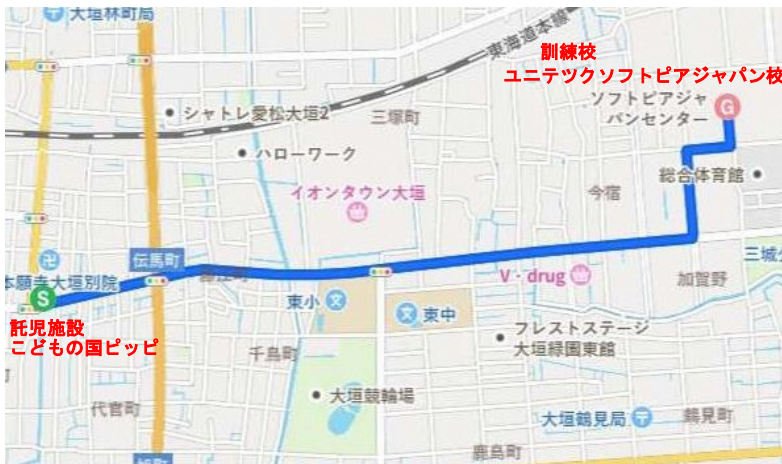 大垣林町局
東海道本線
訓練校
ユニテックソフトピアジャパン校
ソフトピアジャ
パンセンター
シャトレ愛松大垣2
三塚町
ハローワーク
総合体育館
イオンタウン大垣
今宿
伝馬町
三城公
本願寺大垣別院
S
G
V・drug
加賀野
託児施設
こどもの国ピッピ
東小
文
文
東中
フレストステージ
大垣緑園東館
千鳥町
代官町
大垣競輪場
大垣鶴見局
鶴見町
鹿島町